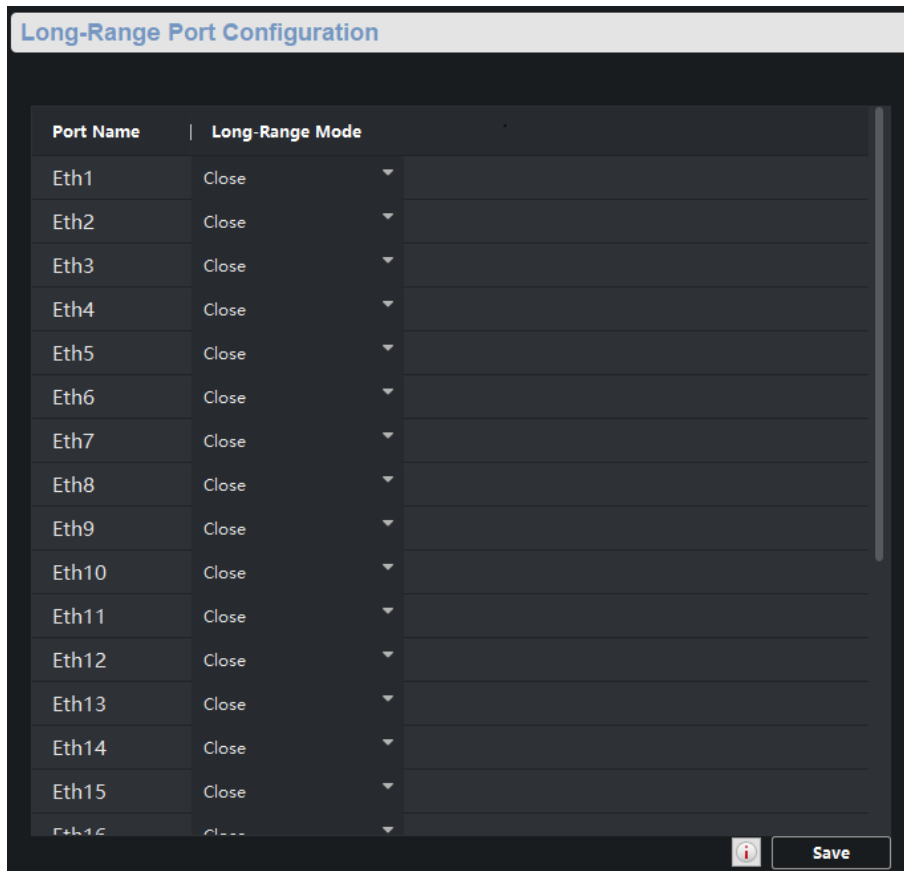 Long-Range Port Configuration
Port Name | Long-Range Mode
Eth1 Close
Eth2 Close
Eth3 Close
Eth4 Close
Eth5 Close
Eth6 Close
Eth7 Close
Eth8 Close
Eth9 Close
Eth10 Close
Eth11 Close
Eth12 Close
Eth13 Close
Eth14 Close
Eth15 Close
Eth16 Close
i Save